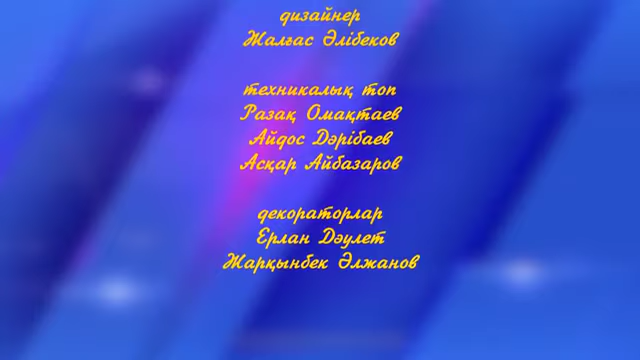 дизайнер
Жалғас Әлібеков
техникалық топ
Разақ Омақтаев
Айдос Дәрібаев
Асқар Айбазаров
декораторлар
Ерлан Дәулет
Жарқынбек Әлжанов